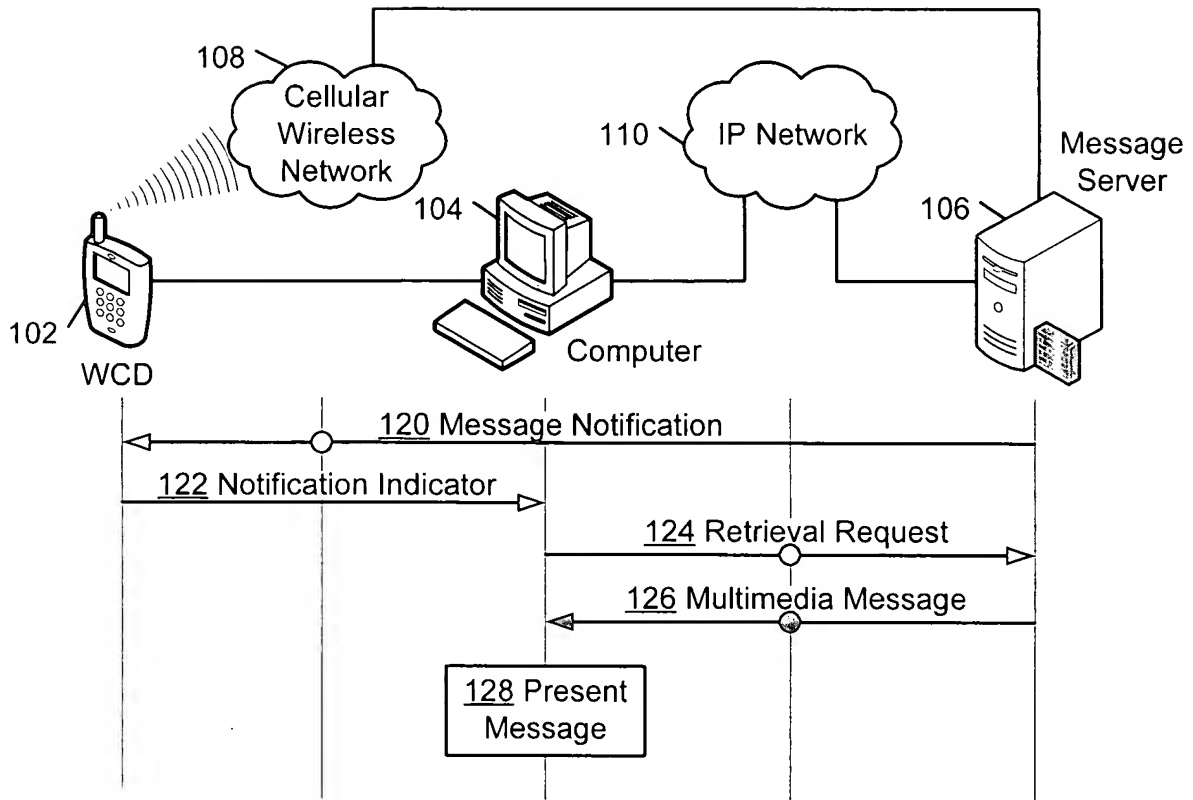 108
Cellular
Wireless
Network
110
IP Network
Message
Server
104
106
102
WCD
Computer
120 Message Notification
122 Notification Indicator
124 Retrieval Request
126 Multimedia Message
128 Present
Message